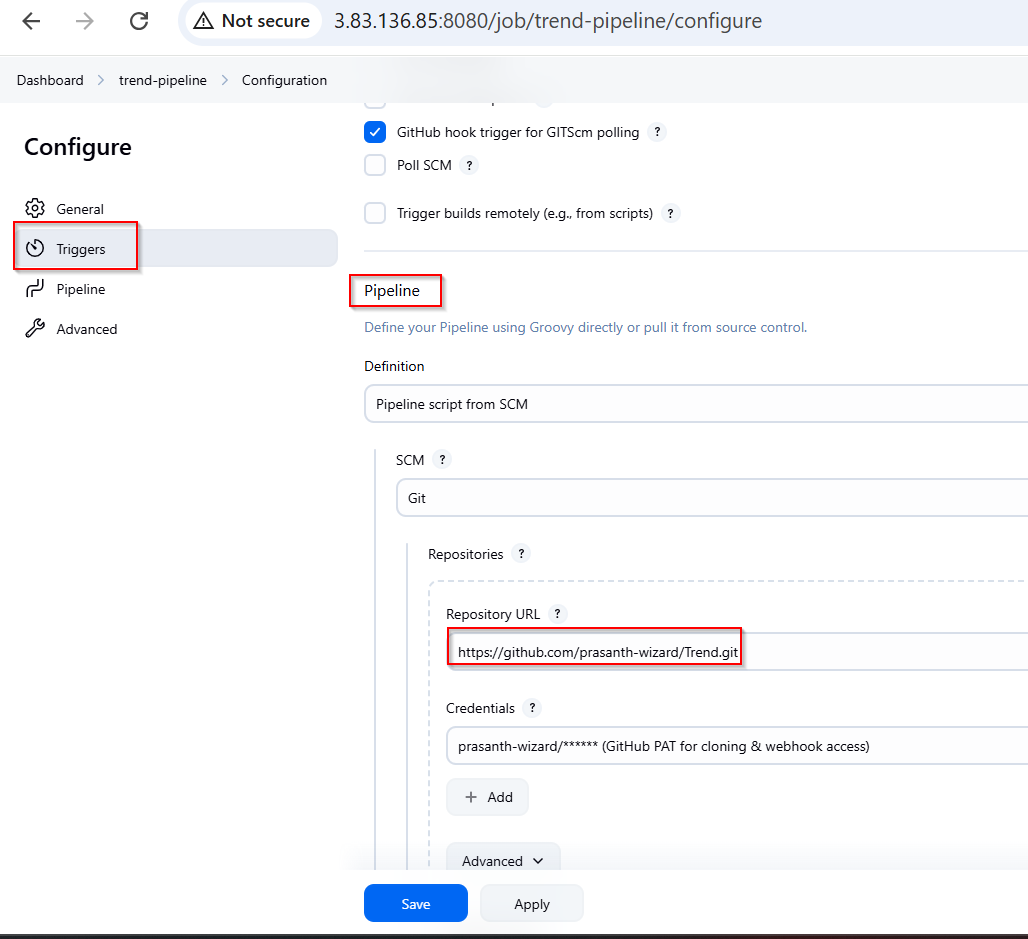 Not secure 3.83.136.85:8080/job/trend-pipeline/configure
Dashboard > trend-pipeline > Configuration
Configure
General
Triggers
Pipeline
Advanced
GitHub hook trigger for GITScm polling ?
Poll SCM ?
Trigger builds remotely (e.g., from scripts) ?
Pipeline
Define your Pipeline using Groovy directly or pull it from source control.
Definition
Pipeline script from SCM
SCM ?
Git
Repositories ?
Repository URL ?
https://github.com/prasanth-wizard/Trend.git
Credentials ?
prasanth-wizard/****** (GitHub PAT for cloning & webhook access)
+ Add
Advanced
Save
Apply